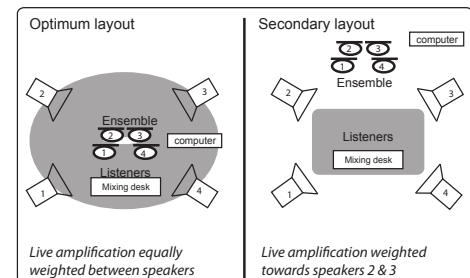 Optimum layout
2
3
Ensemble
2 3
1 4
computer
Listeners
Mixing desk
1
4
Live amplification equally
weighted between speakers
Secondary layout
computer
2 3
1 4
Ensemble
2
3
Listeners
Mixing desk
1
4
Live amplification weighted
towards speakers 2 & 3